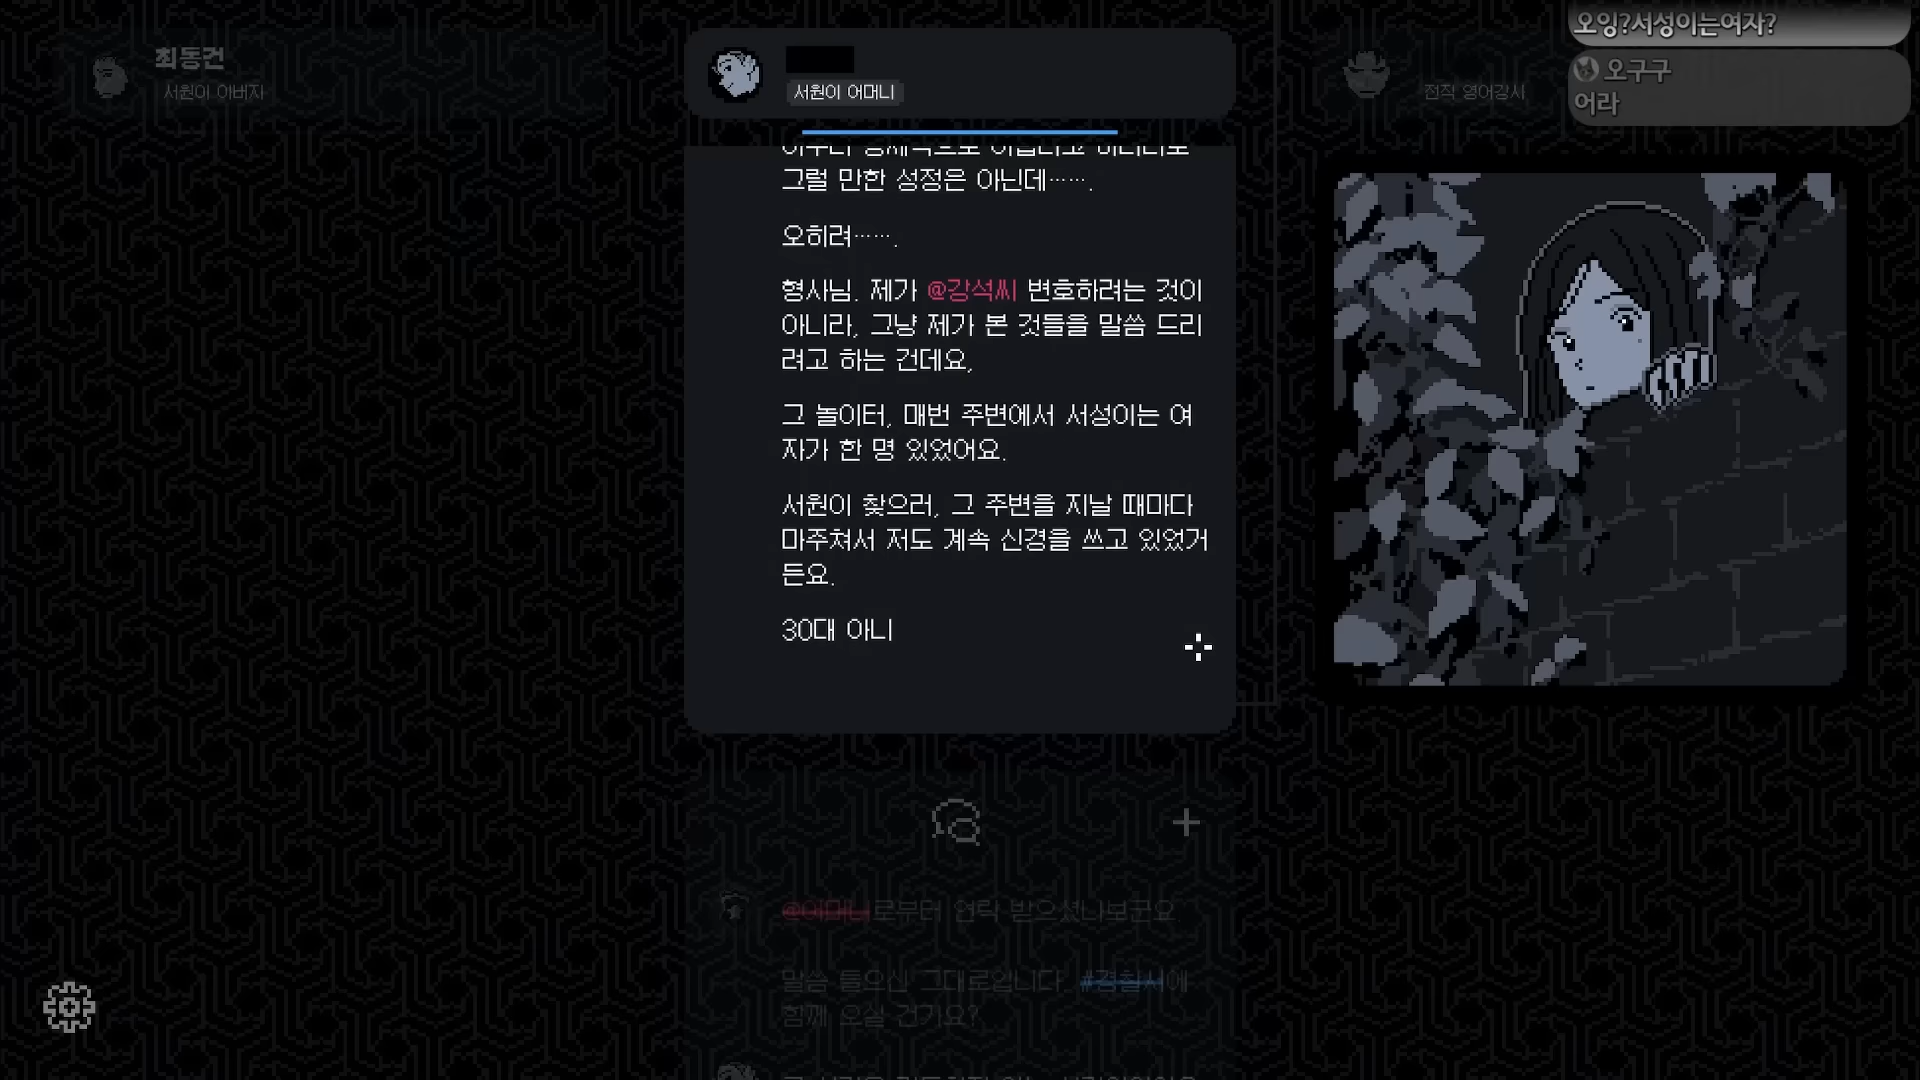 최동건
서원이 아버지
서원이 어머니
전직 영어강사
오잉?서성이는여자?
오구구
어라
그럴 만한 성정은 아닌데…….
오히려…….
형사님. 제가 @강석씨 변호하려는 것이
아니라, 그냥 제가 본 것들을 말씀 드리
려고 하는 건데요,
그 놀이터, 매번 주변에서 서성이는 여
자가 한 명 있었어요.
서원이 찾으러, 그 주변을 지날 때마다
마주쳐서 저도 계속 신경을 쓰고 있었거
든요.
30대 아니
@어머니로부터 연락 받으셨나보군요.
말씀 들으신 그대로입니다. #경찰서에
함께 오실 건가요?